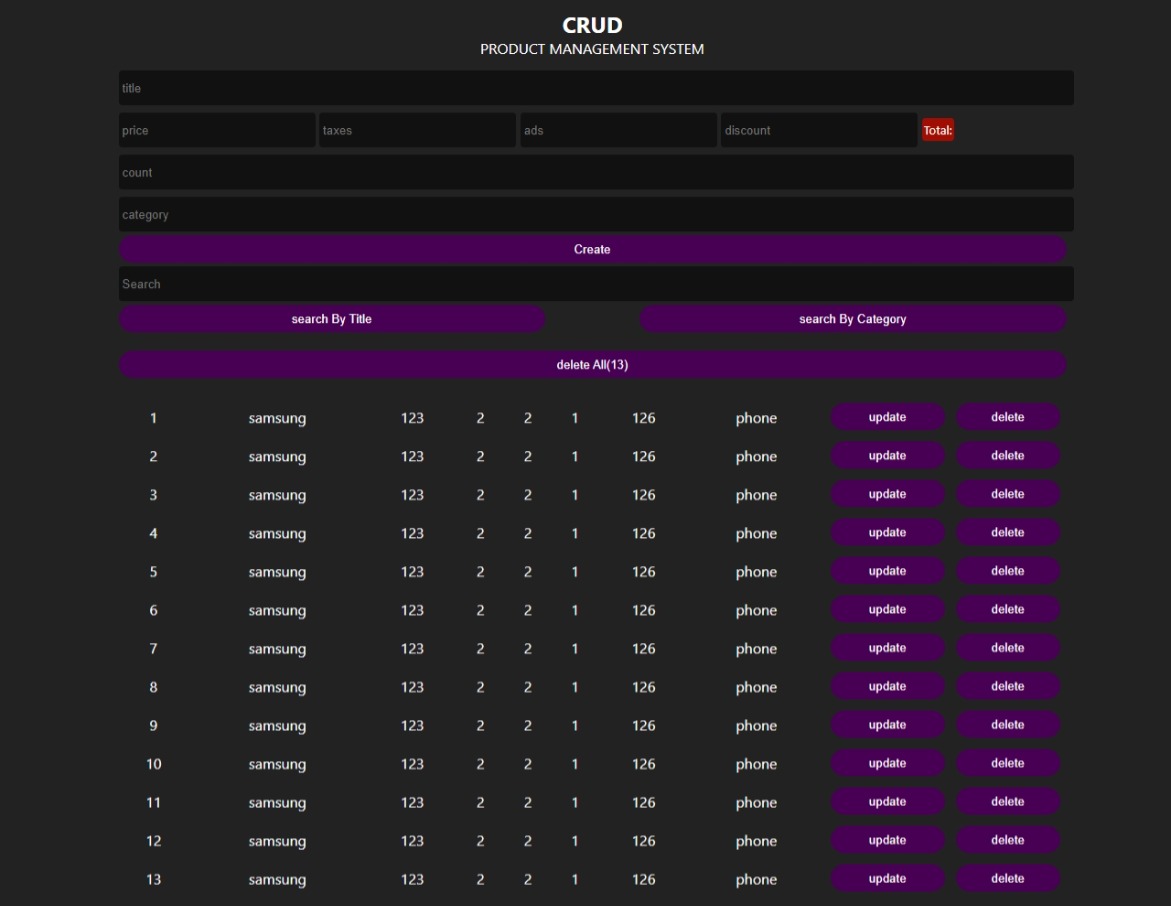 CRUD
PRODUCT MANAGEMENT SYSTEM
title
price taxes ads discount Total:
count
category
Create
Search
search By Title search By Category
delete All(13)
1 samsung 123 2 2 1 126 phone update delete
2 samsung 123 2 2 1 126 phone update delete
3 samsung 123 2 2 1 126 phone update delete
4 samsung 123 2 2 1 126 phone update delete
5 samsung 123 2 2 1 126 phone update delete
6 samsung 123 2 2 1 126 phone update delete
7 samsung 123 2 2 1 126 phone update delete
8 samsung 123 2 2 1 126 phone update delete
9 samsung 123 2 2 1 126 phone update delete
10 samsung 123 2 2 1 126 phone update delete
11 samsung 123 2 2 1 126 phone update delete
12 samsung 123 2 2 1 126 phone update delete
13 samsung 123 2 2 1 126 phone update delete